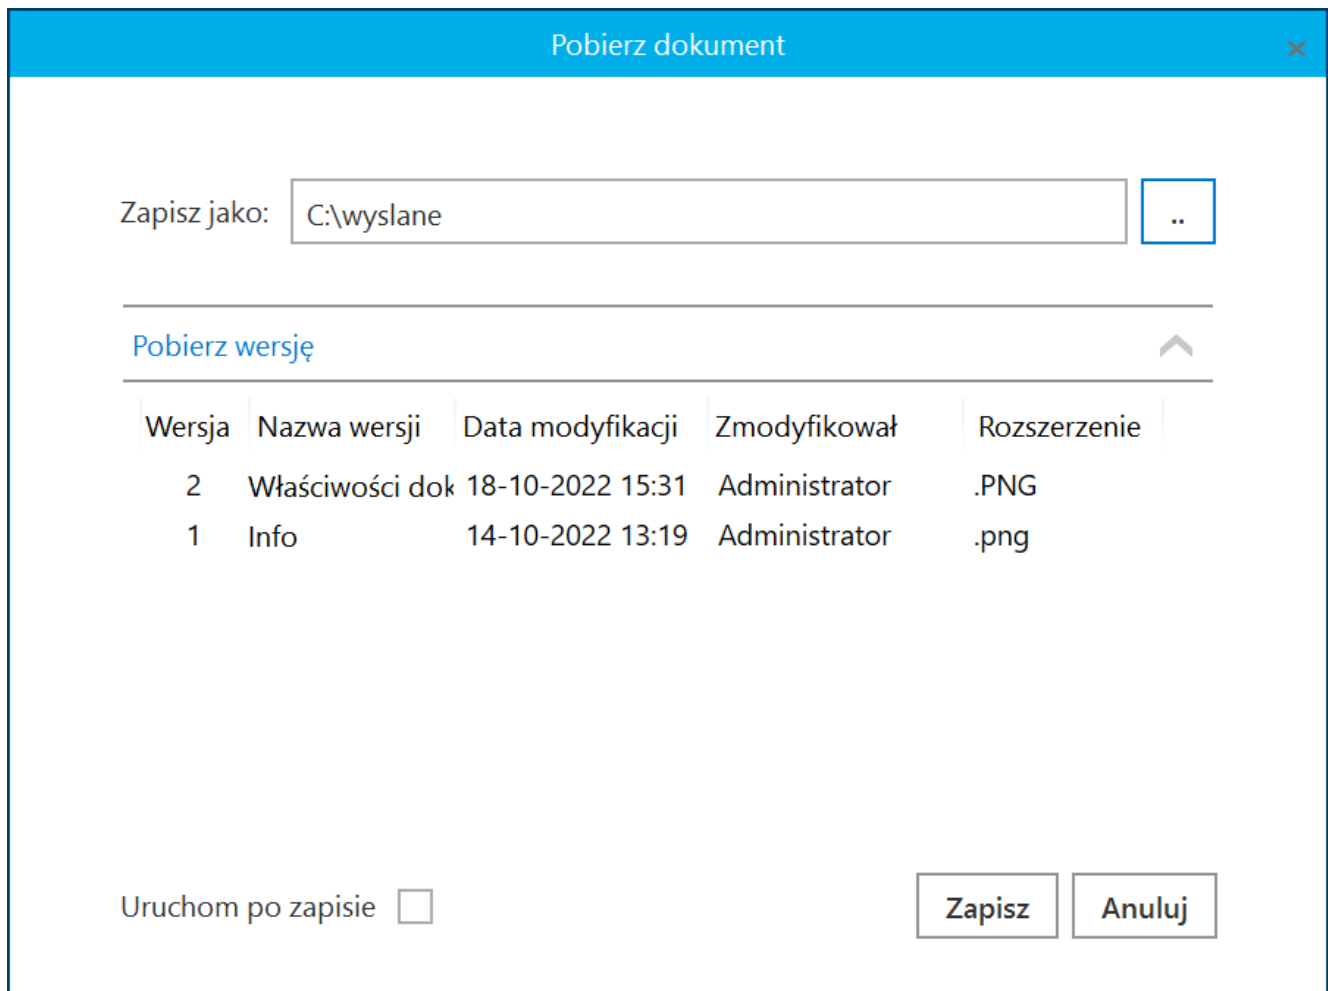 Pobierz dokument
Zapisz jako: C:\wyslane ..
Pobierz wersję
Wersja Nazwa wersji Data modyfikacji Zmodyfikował Rozszerzenie
2 Właściwości dok 18-10-2022 15:31 Administrator .PNG
1 Info 14-10-2022 13:19 Administrator .png
Uruchom po zapisie Zapisz Anuluj